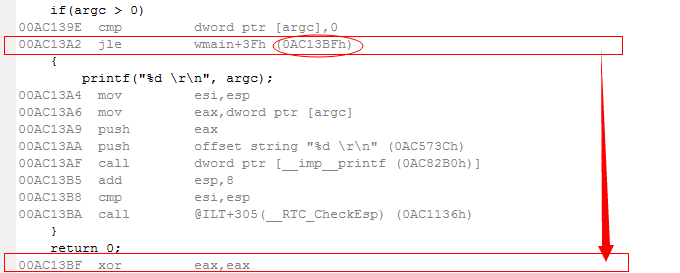 if(argc > 0)
00AC139E cmp dword ptr [argc],0
00AC13A2 jle wmain+3Fh (0AC13BFh)
{
printf("%d \r\n", argc);
00AC13A4 mov esi,esp
00AC13A6 mov eax,dword ptr [argc]
00AC13A9 push eax
00AC13AA push offset string "%d \r\n" (0AC573Ch)
00AC13AF call dword ptr [__imp__printf (0AC82B0h)]
00AC13B5 add esp,8
00AC13B8 cmp esi,esp
00AC13BA call @ILT+305(__RTC_CheckEsp) (0AC1136h)
}
return 0;
00AC13BF xor eax,eax